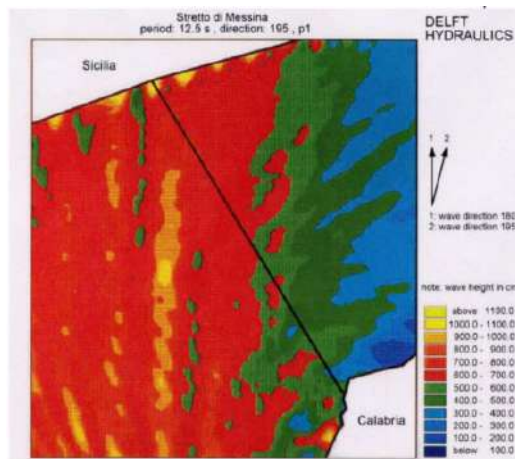 Stretto di Messina
period: 12.5 s , direction: 195 , p1
DELFT
HYDRAULICS
Sicilia
1 2
1: wave direction 180
2: wave direction 195
note: wave height in cm
above 1100.0
1000.0 - 1100.0
900.0 - 1000.0
800.0 - 900.0
700.0 - 800.0
600.0 - 700.0
500.0 - 600.0
400.0 - 500.0
300.0 - 400.0
200.0 - 300.0
100.0 - 200.0
below 100.0
Calabria